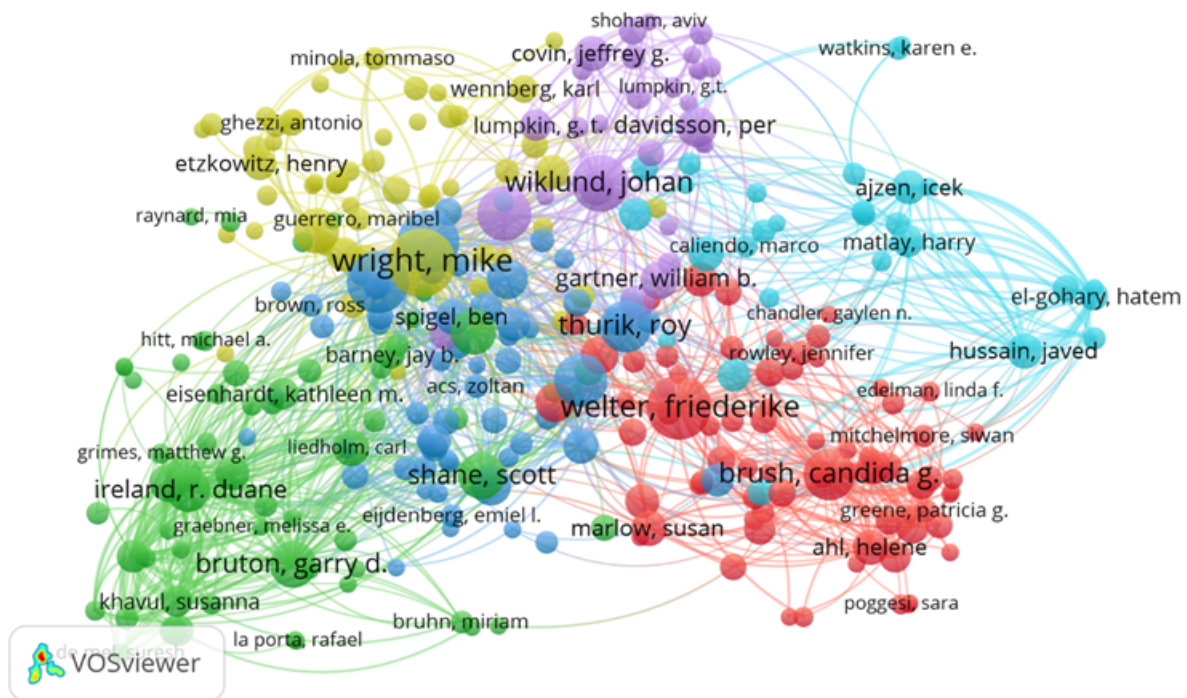 shoham, aviv
watkins, karen e.
covin, jeffrey g.
minola, tommaso
wennberg, karl
lumpkin, g.t.
ghezzi, antonio
lumpkin, g. t.
davidsson, per
etzkowitz, henry
wiklund, johan
ajzen, icek
raynard, mia
guerrero, maribel
caliendo, marco
matlay, harry
wright, mike
gartner, william b.
el-gohary, hatem
brown, ross
spigel, ben
thurik, roy
chandler, gaylen n.
hitt, michael a.
barney, jay b.
rowley, jennifer
hussain, javed
eisenhardt, kathleen m.
acs, zoltan
edelman, linda f.
welter, friederike
mitchelmore, siwan
grimes, matthew g.
liedholm, carl
shane, scott
brush, candida g.
ireland, r. duane
greene, patricia g.
graebner, melissa e.
eijdenberg, emiel l.
marlow, susan
ahl, helene
bruton, garry d.
khavul, susanna
poggesi, sara
bruhn, miriam
la porta, rafael
de mel, suresh
VOSviewer